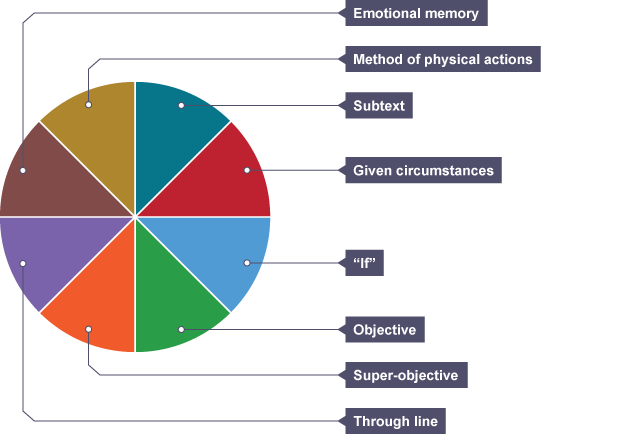 Emotional memory
Method of physical actions
Subtext
Given circumstances
“If”
Objective
Super-objective
Through line